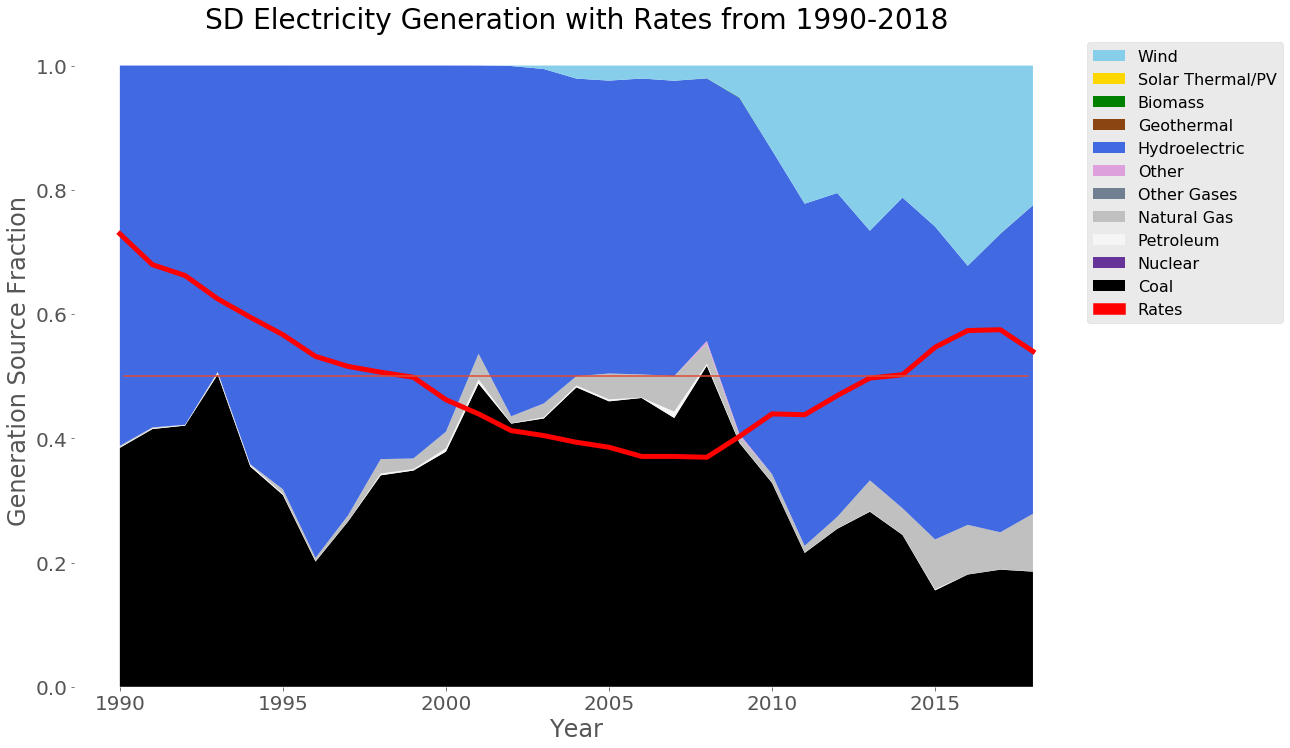 SD Electricity Generation with Rates from 1990-2018
1.0
0.8
0.6
0.4
0.2
0.0
Generation Source Fraction
1990
1995
2000
2005
2010
2015
Year
Wind
Solar Thermal/PV
Biomass
Geothermal
Hydroelectric
Other
Other Gases
Natural Gas
Petroleum
Nuclear
Coal
Rates